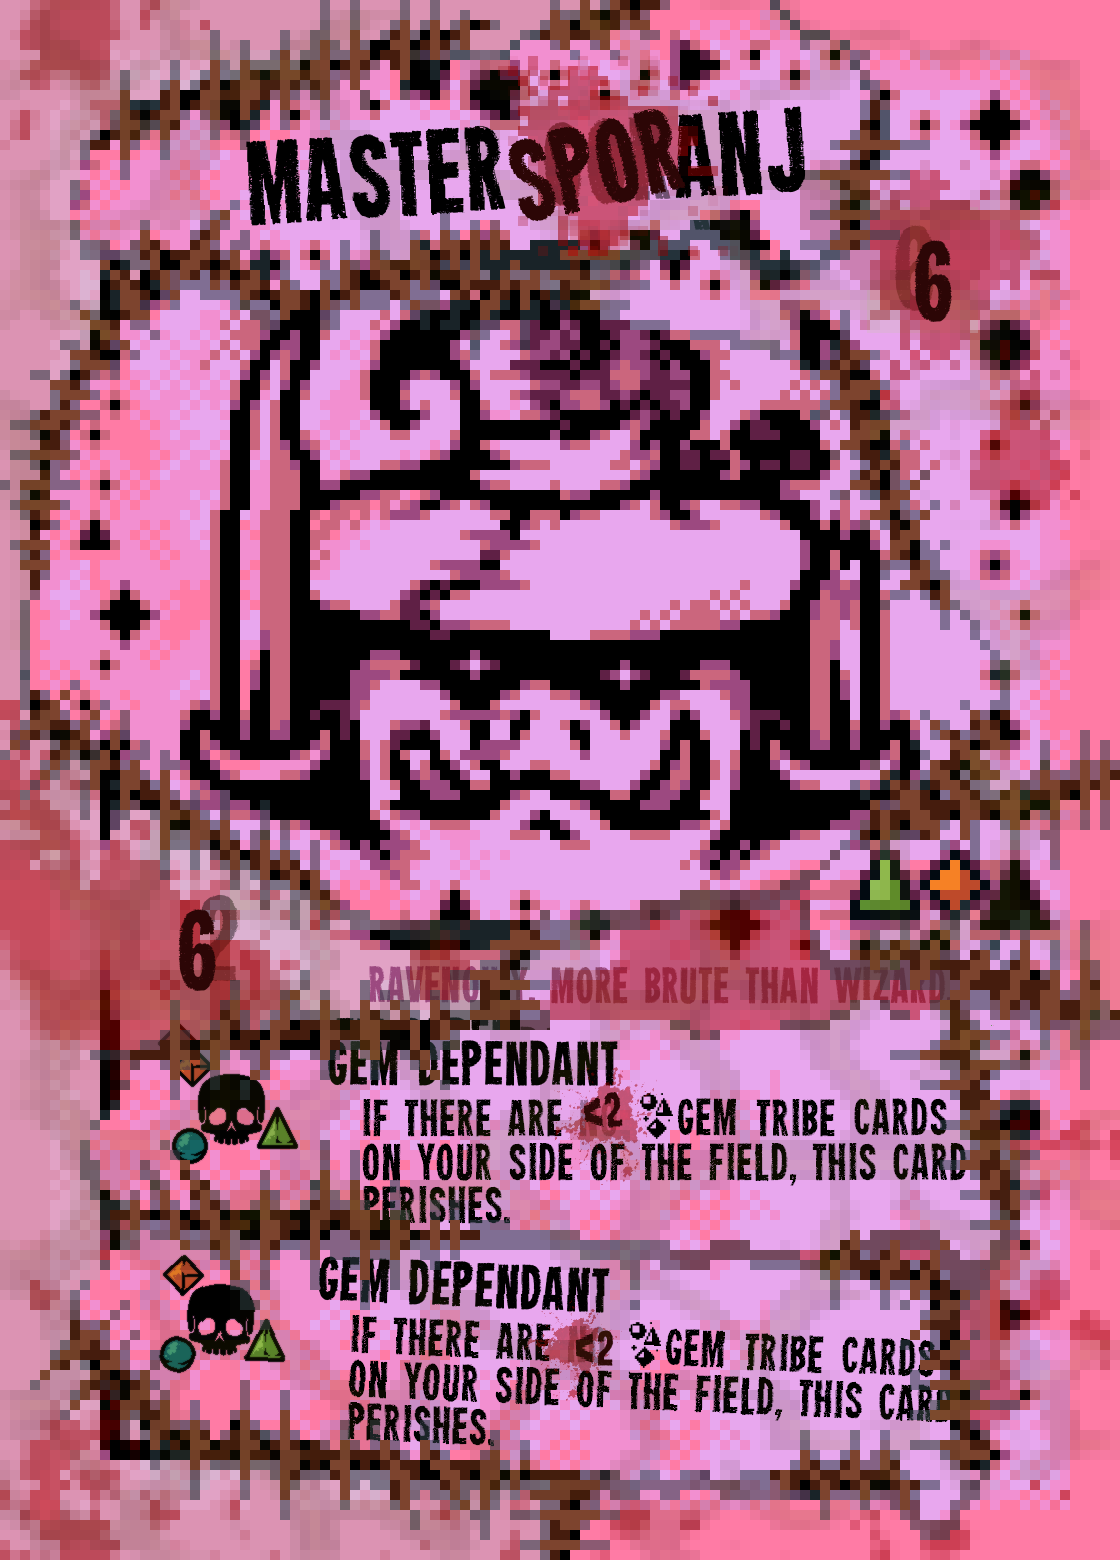 MASTER SPORANJ
6
6
MORE BRUTE THAN WIZARD
GEM DEPENDANT
IF THERE ARE <2 GEM TRIBE CARDS
ON YOUR SIDE OF THE FIELD, THIS CARD
PERISHES.
GEM DEPENDANT
IF THERE ARE <2 GEM TRIBE CARDS
ON YOUR SIDE OF THE FIELD, THIS CARD
PERISHES.